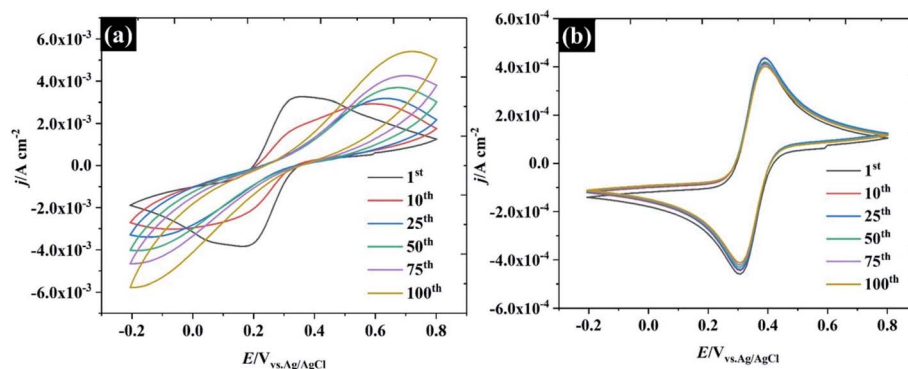 (a)
6.0x10⁻³
4.0x10⁻³
2.0x10⁻³
0.0
-2.0x10⁻³
-4.0x10⁻³
-6.0x10⁻³
j/A cm⁻²
1ˢᵗ
10ᵗʰ
25ᵗʰ
50ᵗʰ
75ᵗʰ
100ᵗʰ
-0.2 0.0 0.2 0.4 0.6 0.8
E/V vs.Ag/AgCl
(b)
6.0x10⁻⁴
4.0x10⁻⁴
2.0x10⁻⁴
0.0
-2.0x10⁻⁴
-4.0x10⁻⁴
-6.0x10⁻⁴
j/A cm⁻²
1ˢᵗ
10ᵗʰ
25ᵗʰ
50ᵗʰ
75ᵗʰ
100ᵗʰ
-0.2 0.0 0.2 0.4 0.6 0.8
E/V vs.Ag/AgCl